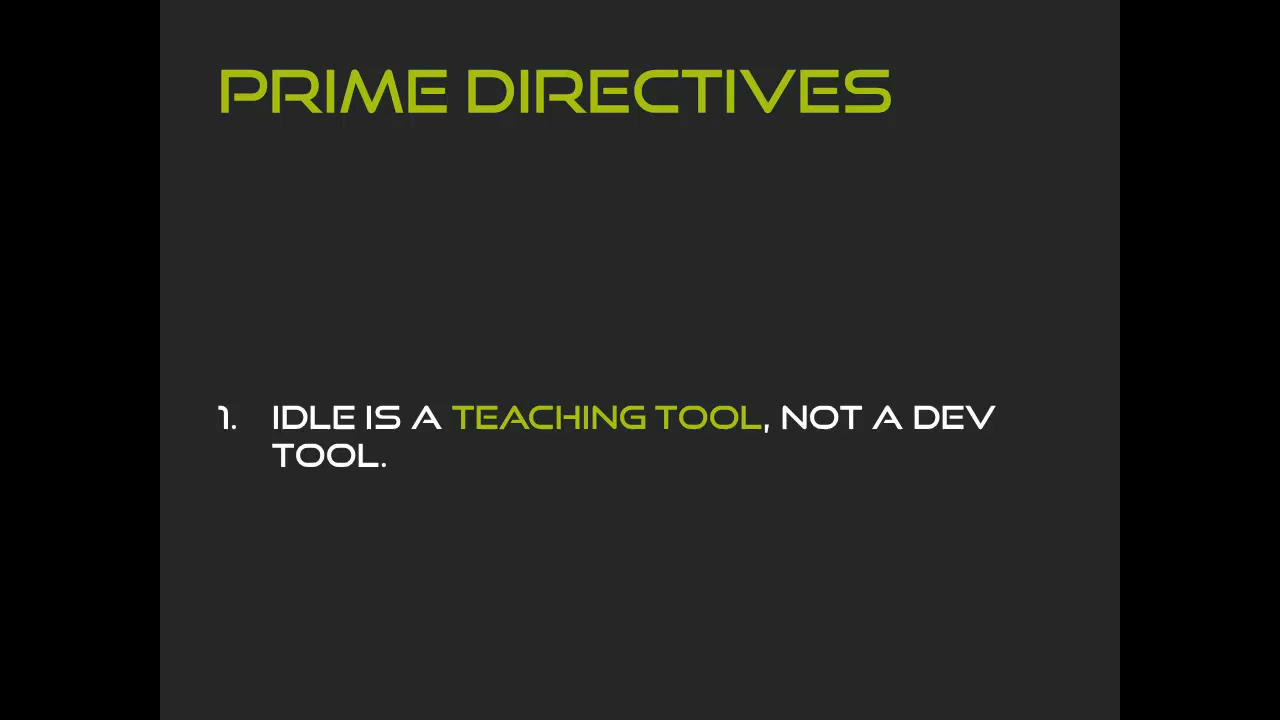 PRIME DIRECTIVES
1. IDLE IS A TEACHING TOOL, NOT A DEV
TOOL.